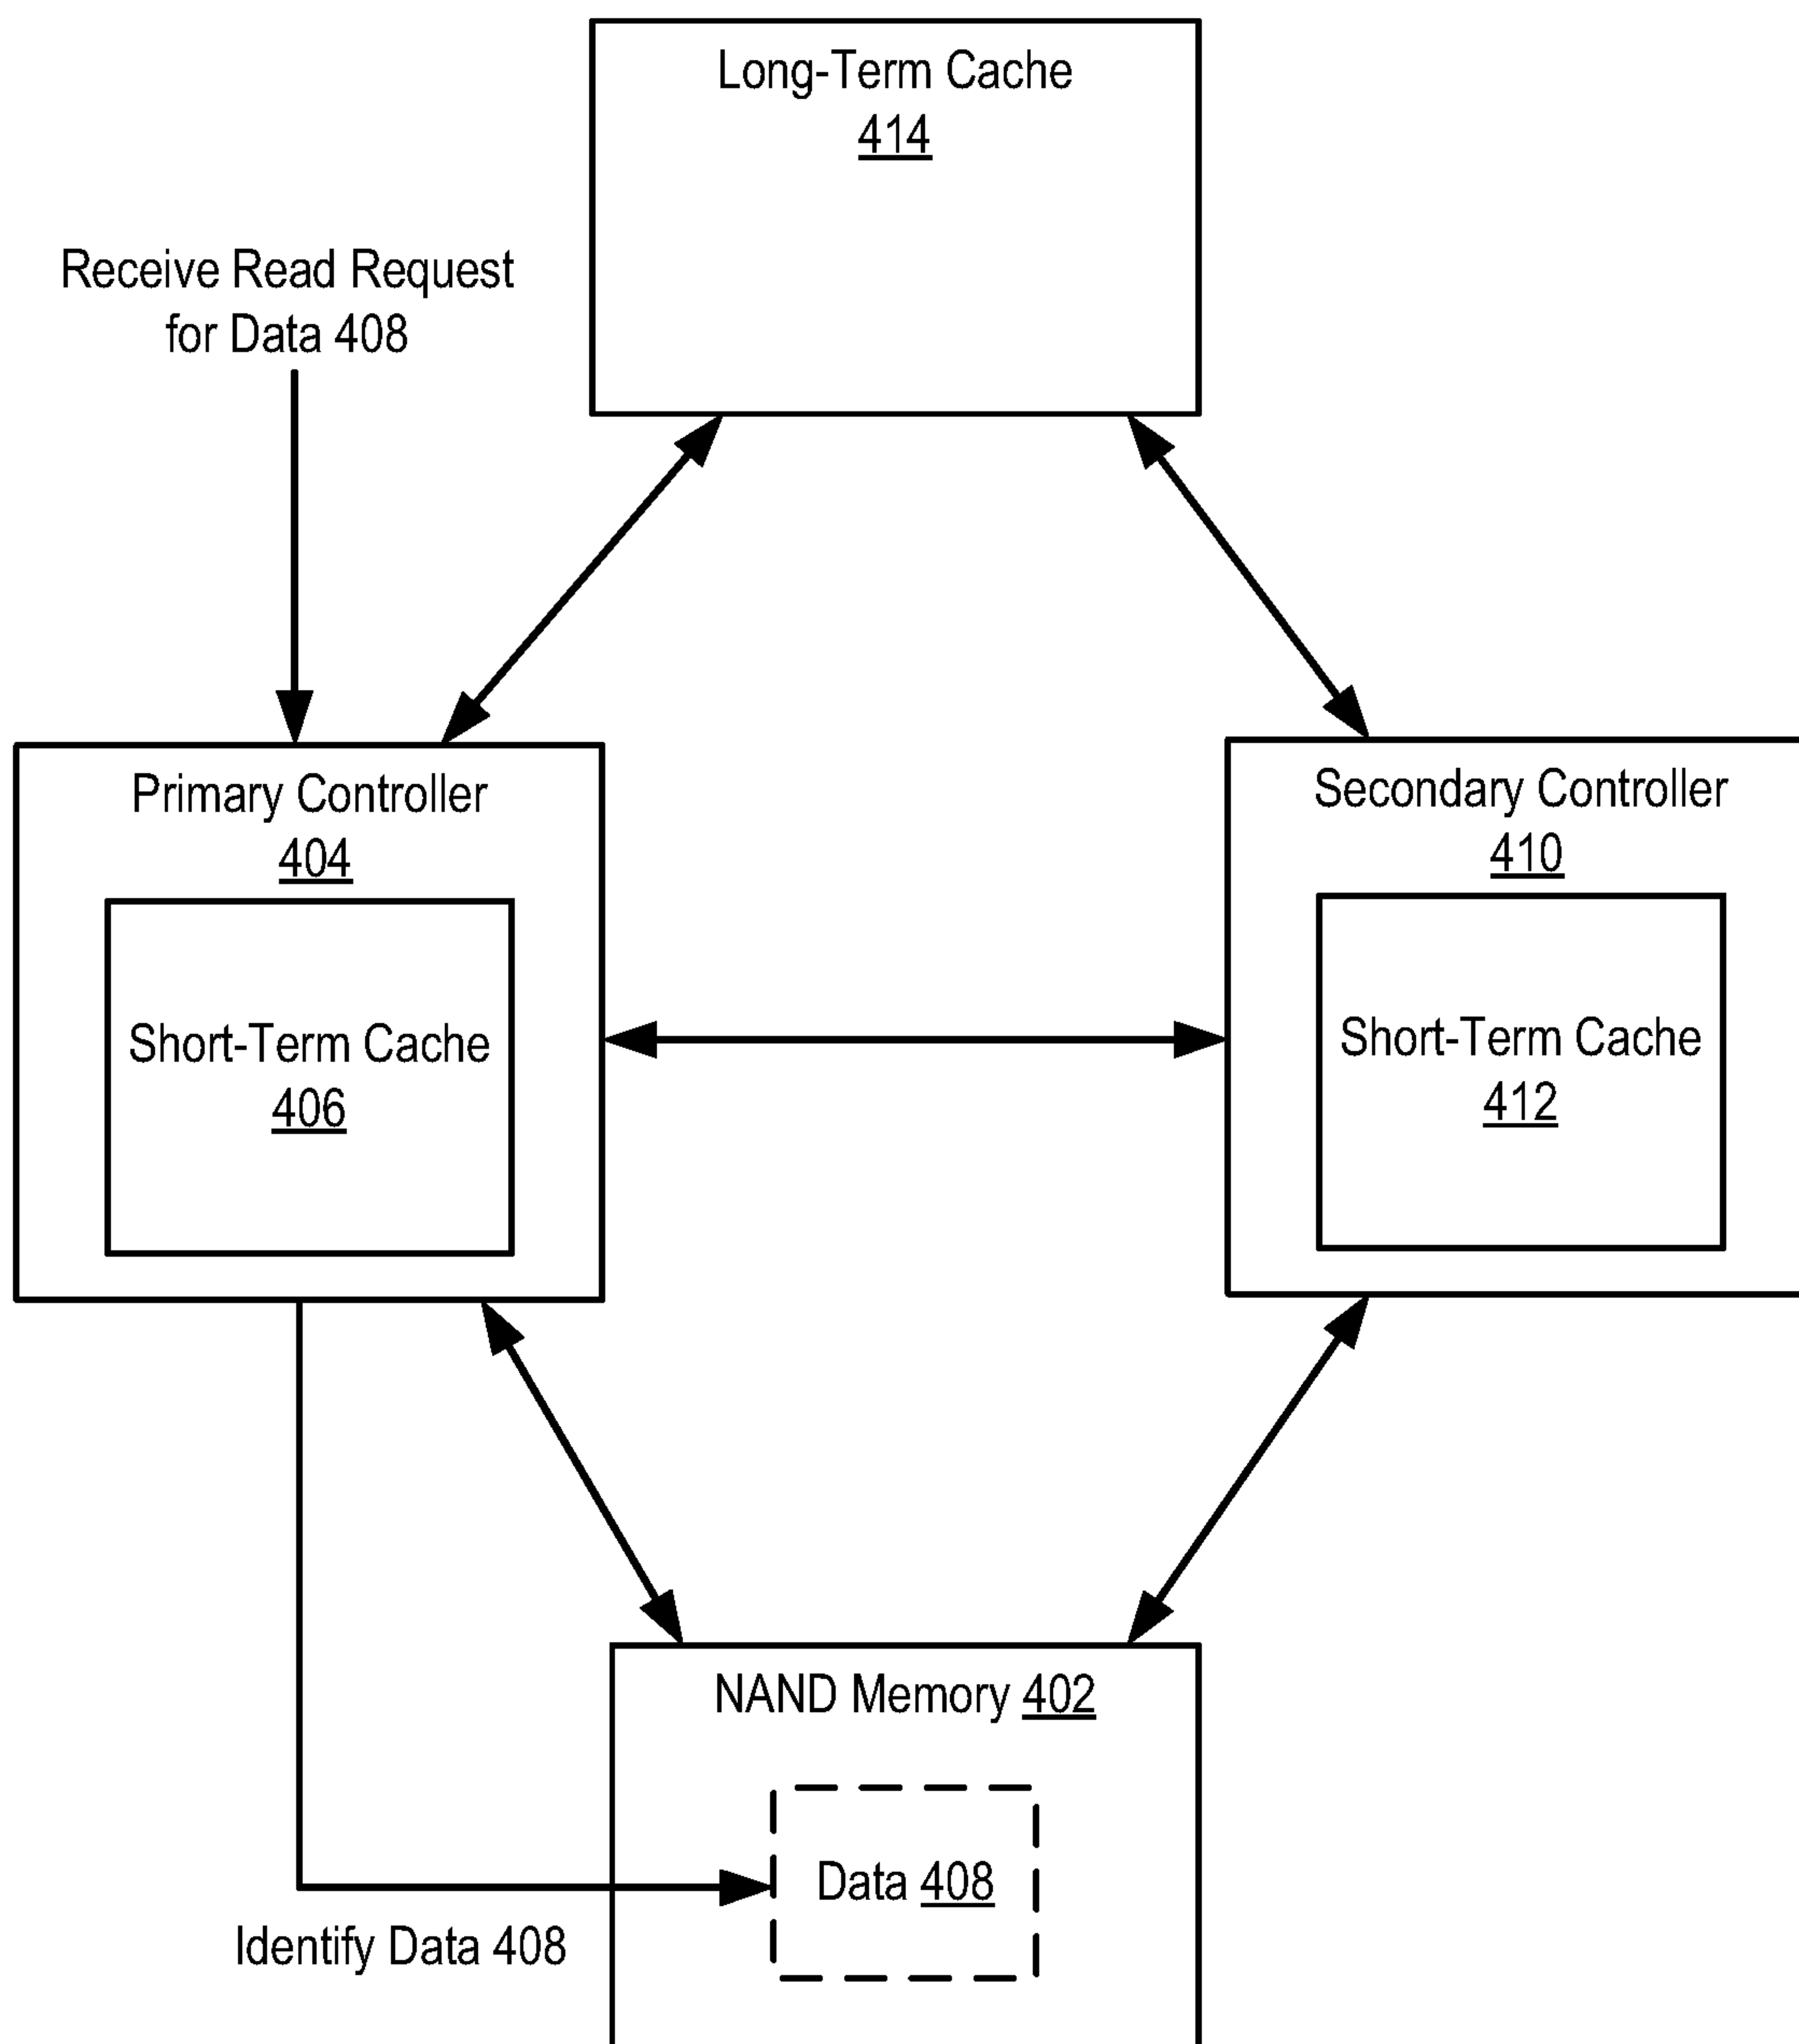 Long-Term Cache
414
Receive Read Request
for Data 408
Primary Controller
404
Short-Term Cache
406
Secondary Controller
410
Short-Term Cache
412
NAND Memory 402
Data 408
Identify Data 408